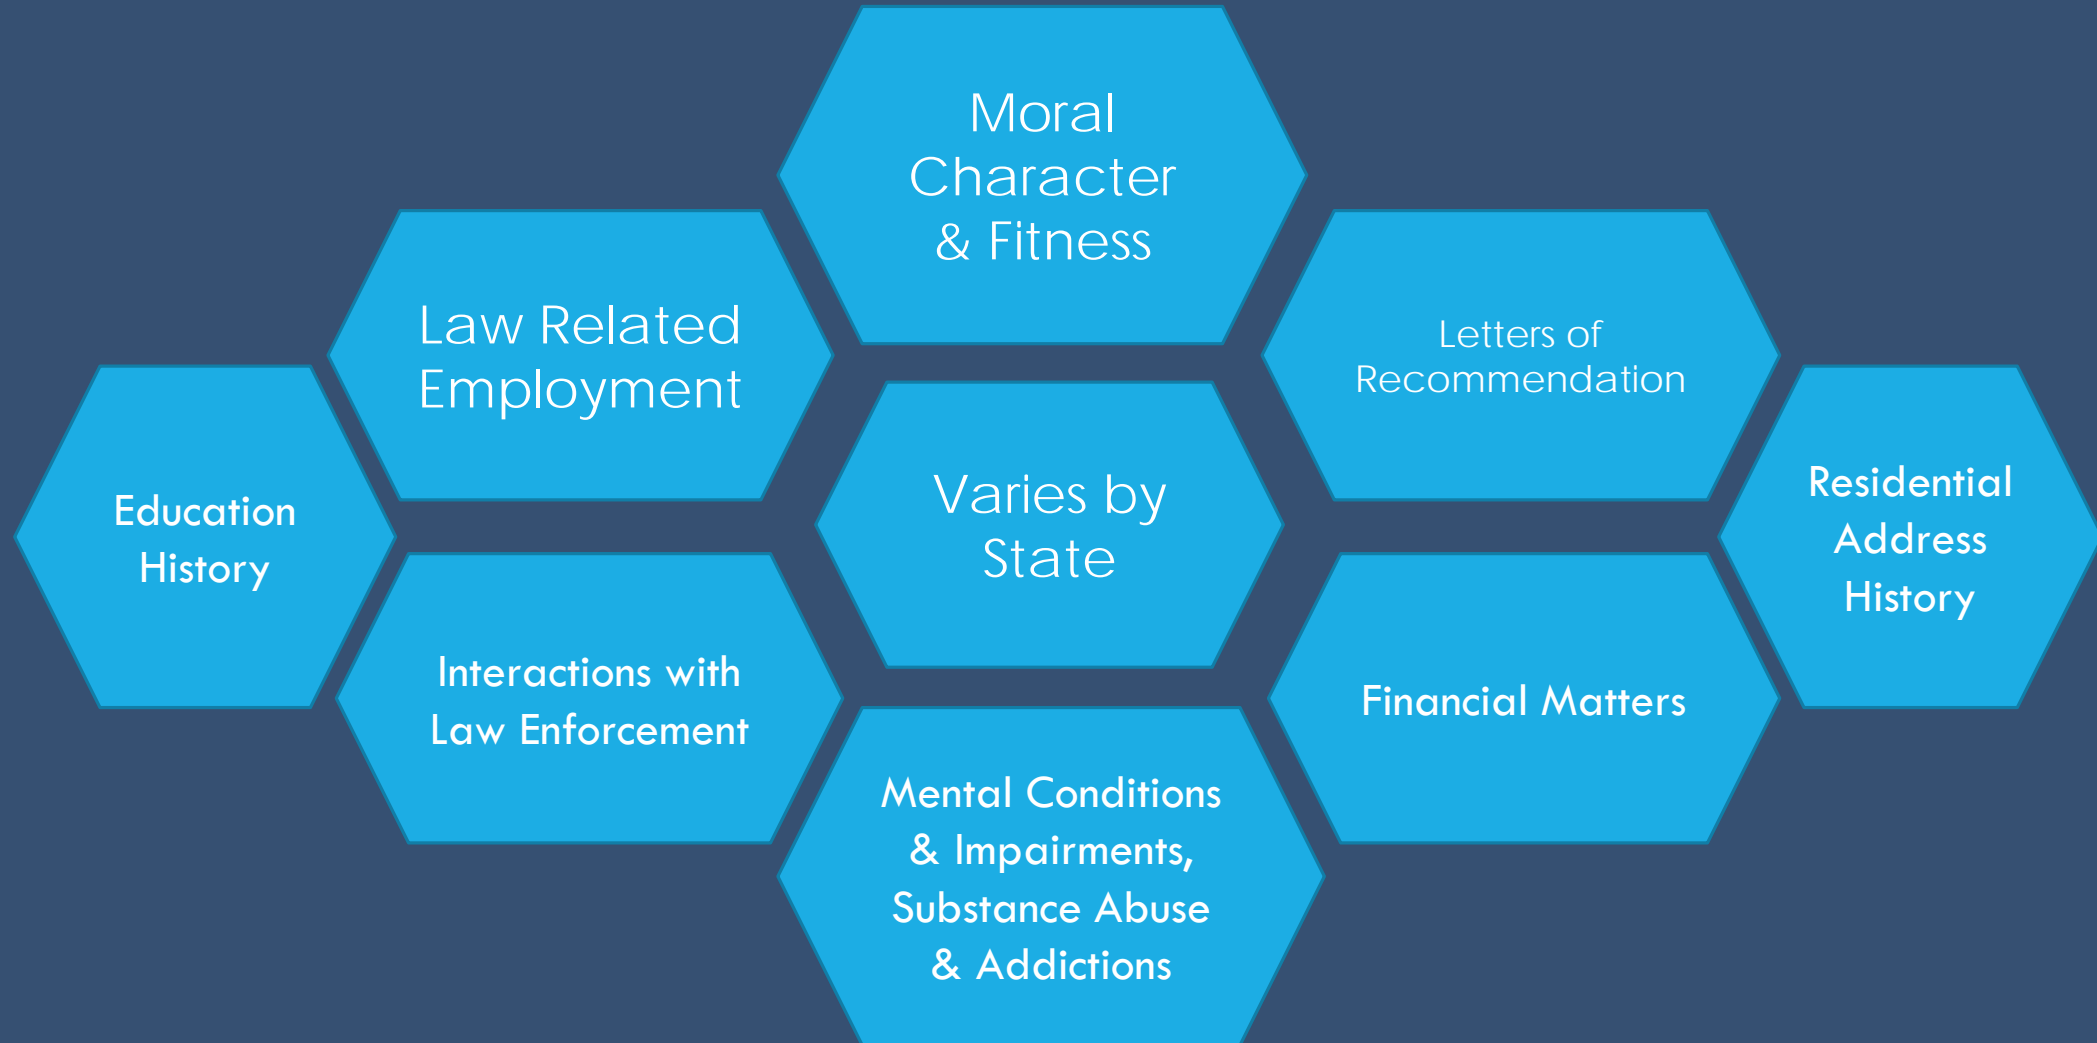 Moral
Character
& Fitness
Law Related
Employment
Letters of
Recommendation
Education
History
Varies by
State
Residential
Address
History
Interactions with
Law Enforcement
Financial Matters
Mental Conditions
& Impairments,
Substance Abuse
& Addictions